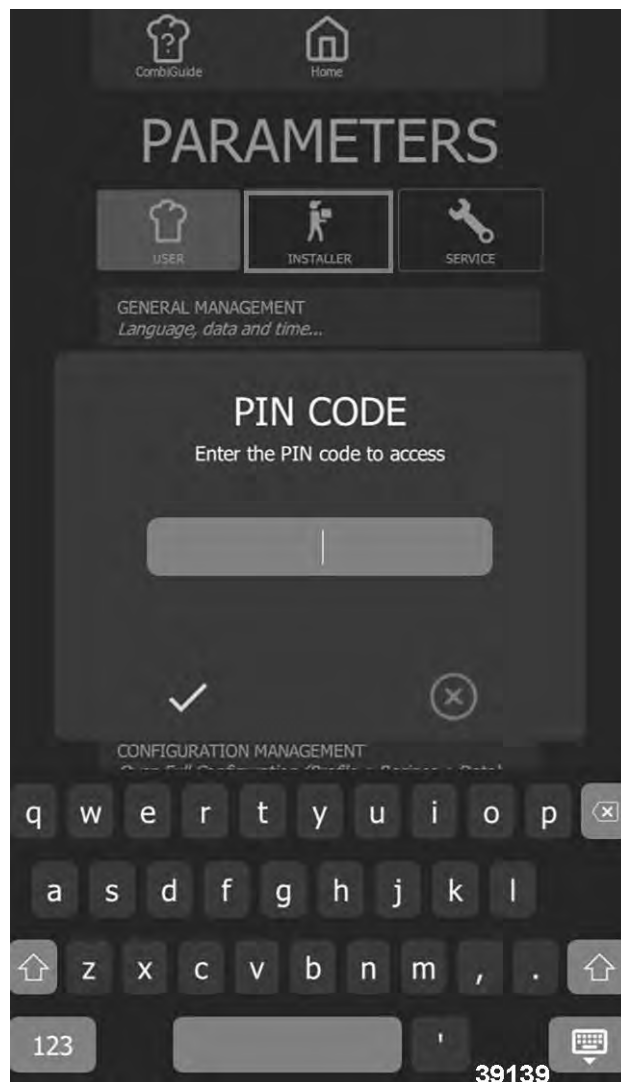 CombiGuide Home
PARAMETERS
USER INSTALLER SERVICE
GENERAL MANAGEMENT
Language, data and time...
PIN CODE
Enter the PIN code to access
CONFIGURATION MANAGEMENT
q w e r t y u i o p
a s d f g h j k l
z x c v b n m , .
123 '
39139